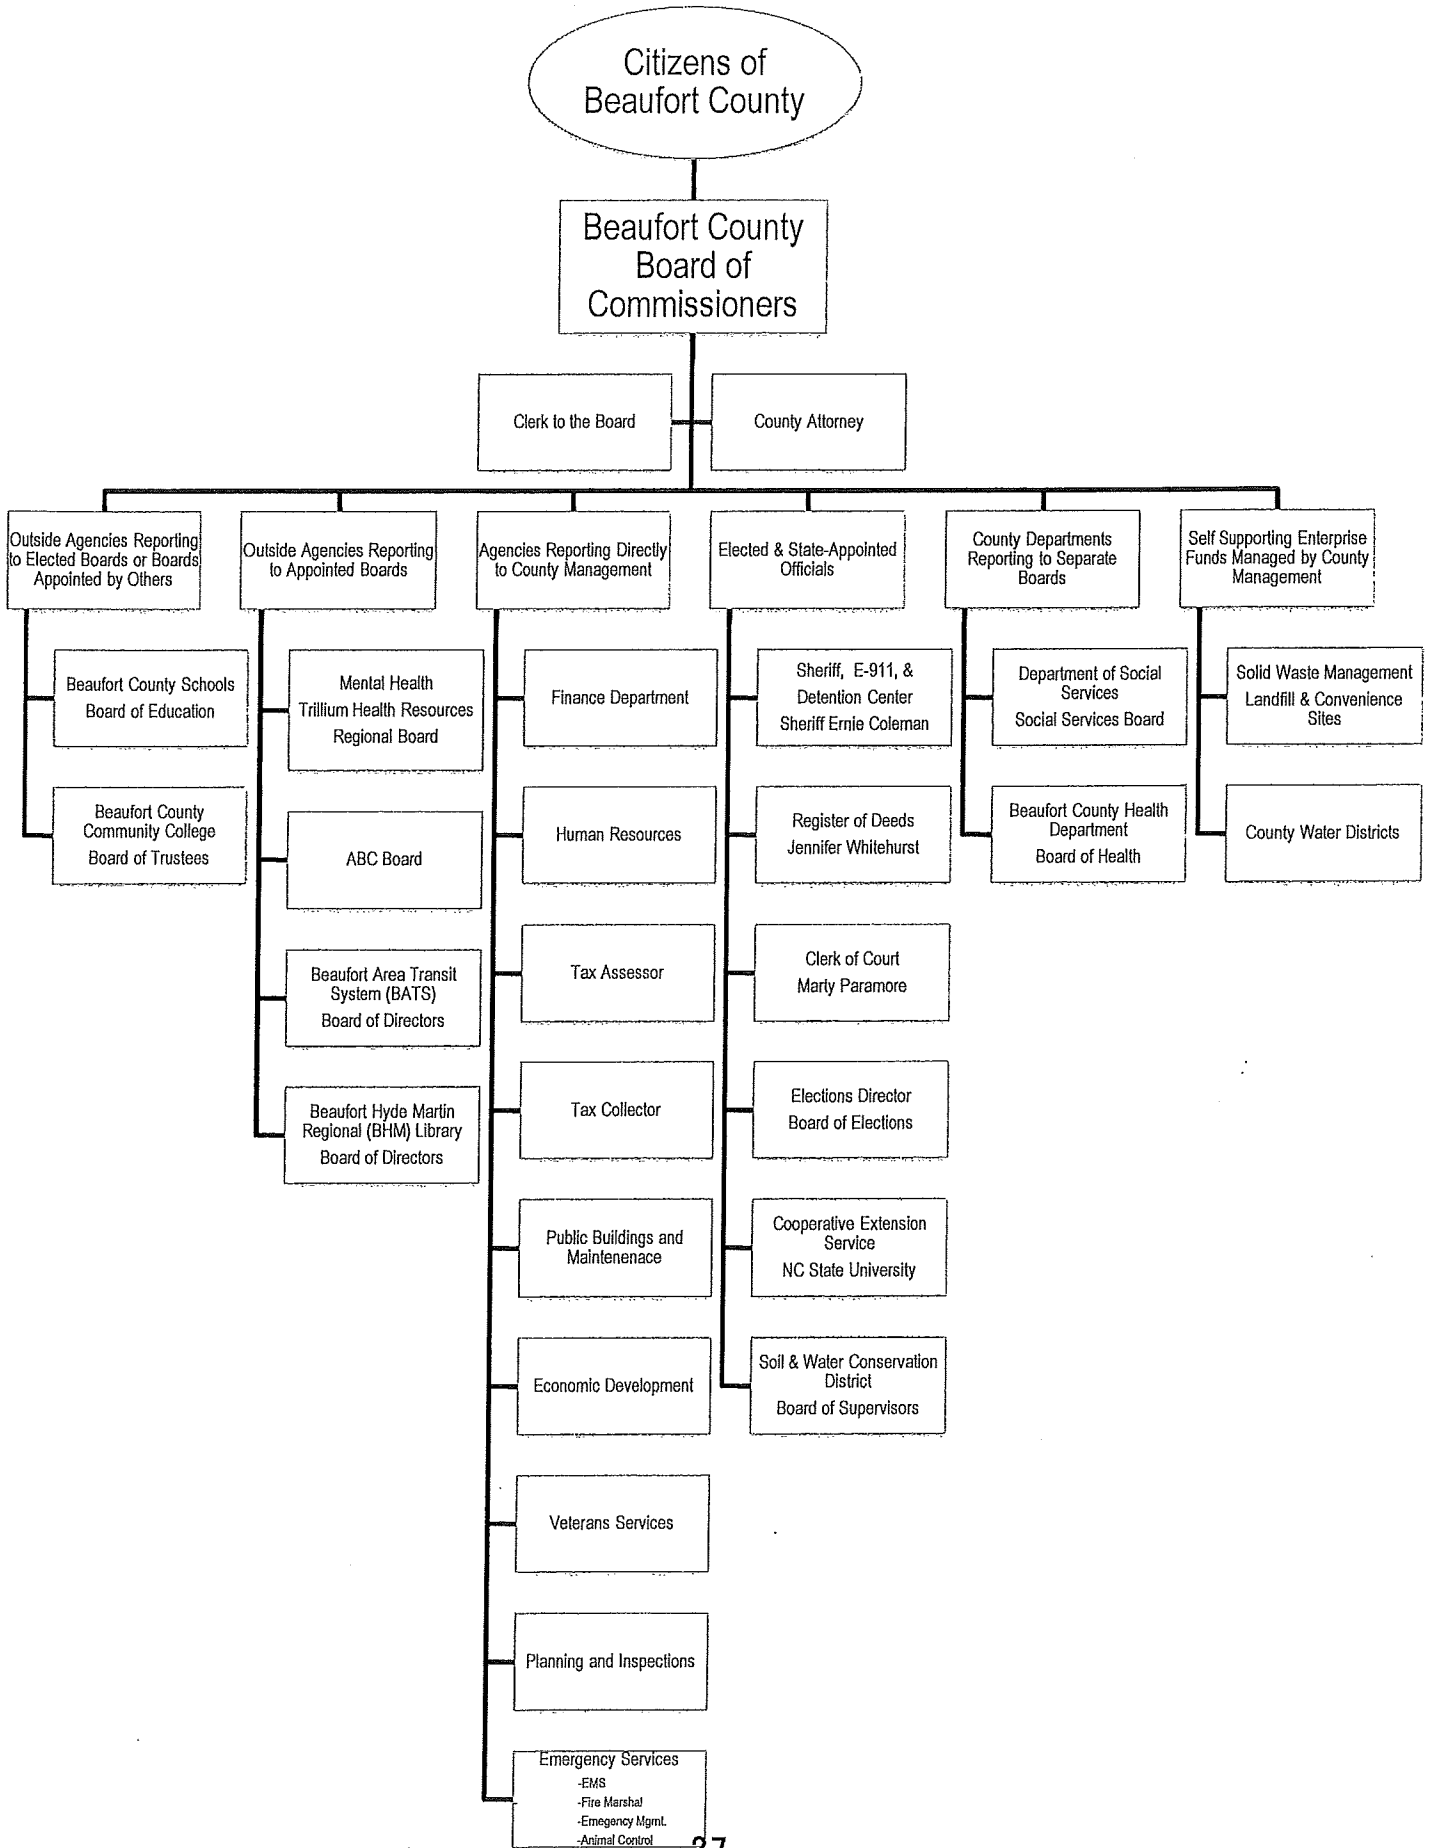 Citizens of
Beaufort County
Beaufort County
Board of
Commissioners
Clerk to the Board
County Attorney
Outside Agencies Reporting
to Elected Boards or Boards
Appointed by Others
Outside Agencies Reporting
to Appointed Boards
Agencies Reporting Directly
to County Management
Elected & State-Appointed
Officials
County Departments
Reporting to Separate
Boards
Self Supporting Enterprise
Funds Managed by County
Management
Beaufort County Schools
Board of Education
Beaufort County
Community College
Board of Trustees
Mental Health
Trillium Health Resources
Regional Board
ABC Board
Beaufort Area Transit
System (BATS)
Board of Directors
Beaufort Hyde Martin
Regional (BHM) Library
Board of Directors
Finance Department
Human Resources
Tax Assessor
Tax Collector
Public Buildings and
Maintenenace
Economic Development
Veterans Services
Planning and Inspections
Emergency Services
-EMS
-Fire Marshal
-Emegency Mgmt.
-Animal Control
Sheriff, E-911, &
Detention Center
Sheriff Ernie Coleman
Register of Deeds
Jennifer Whitehurst
Clerk of Court
Marty Paramore
Elections Director
Board of Elections
Cooperative Extension
Service
NC State University
Soil & Water Conservation
District
Board of Supervisors
Department of Social
Services
Social Services Board
Beaufort County Health
Department
Board of Health
Solid Waste Management
Landfill & Convenience
Sites
County Water Districts